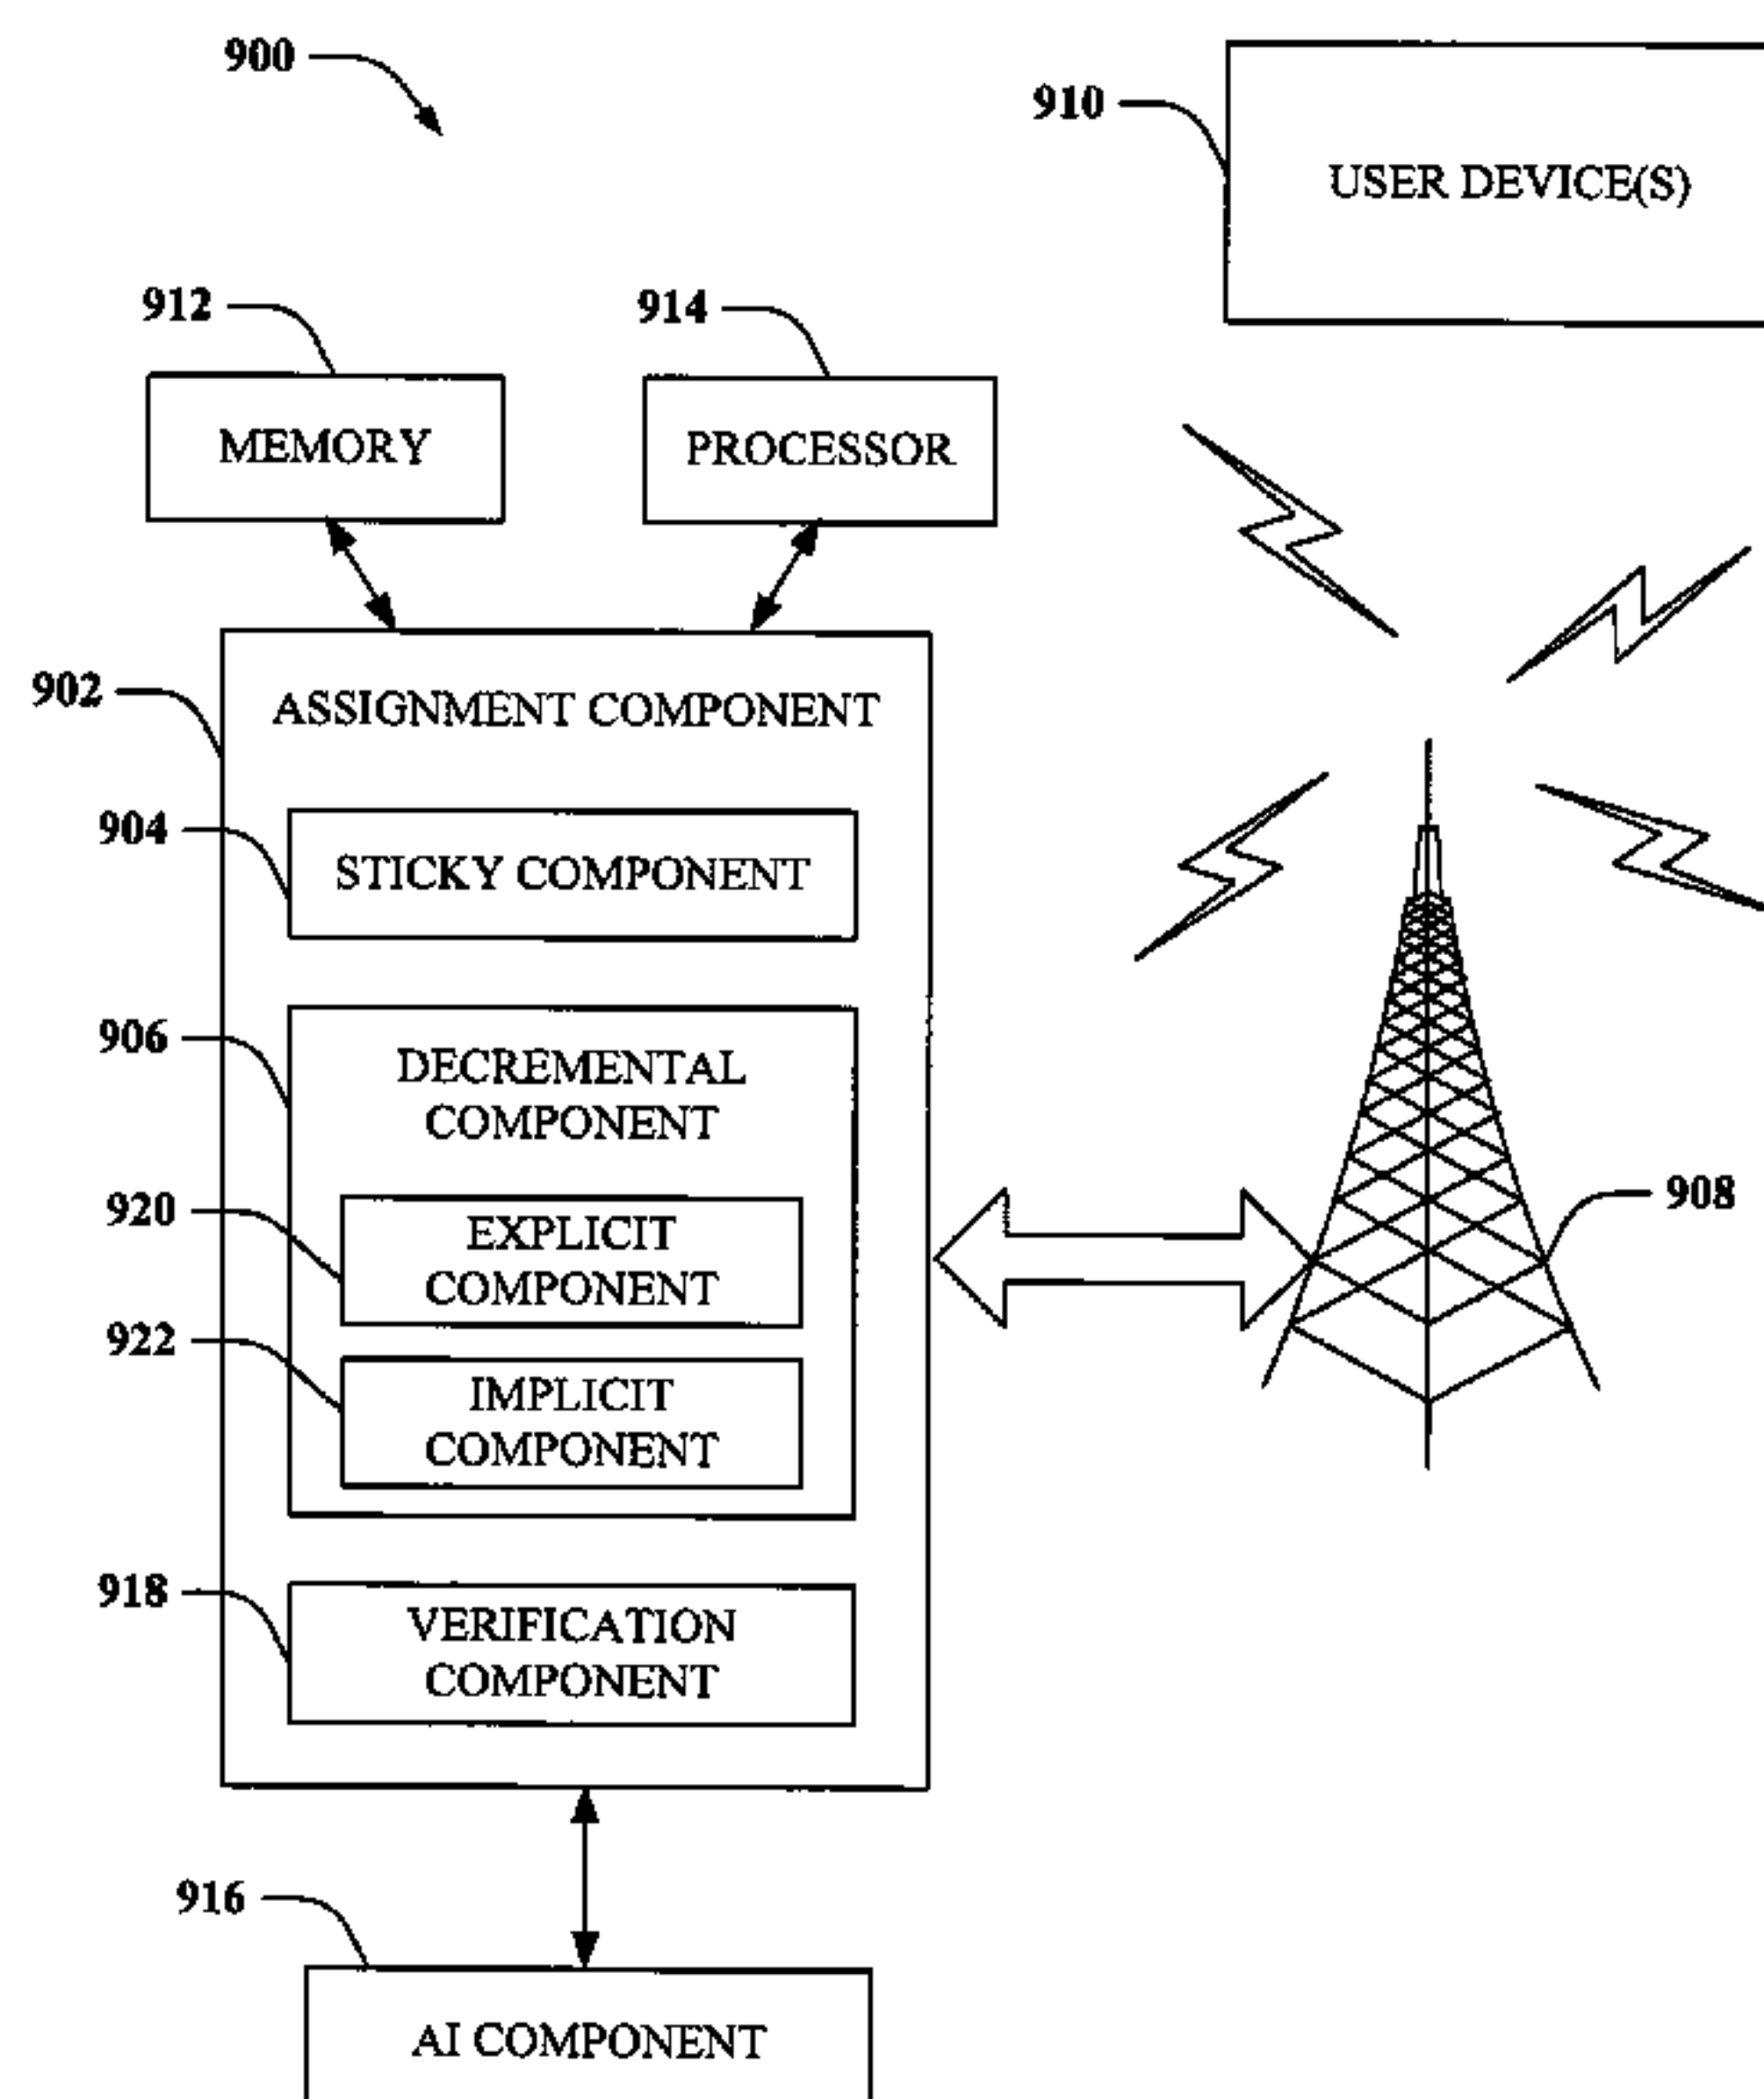 900
910
USER DEVICE(S)
912
914
MEMORY
PROCESSOR
902
ASSIGNMENT COMPONENT
904
STICKY COMPONENT
906
DECREMENTAL
COMPONENT
920
EXPLICIT
COMPONENT
908
922
IMPLICIT
COMPONENT
918
VERIFICATION
COMPONENT
916
AI COMPONENT